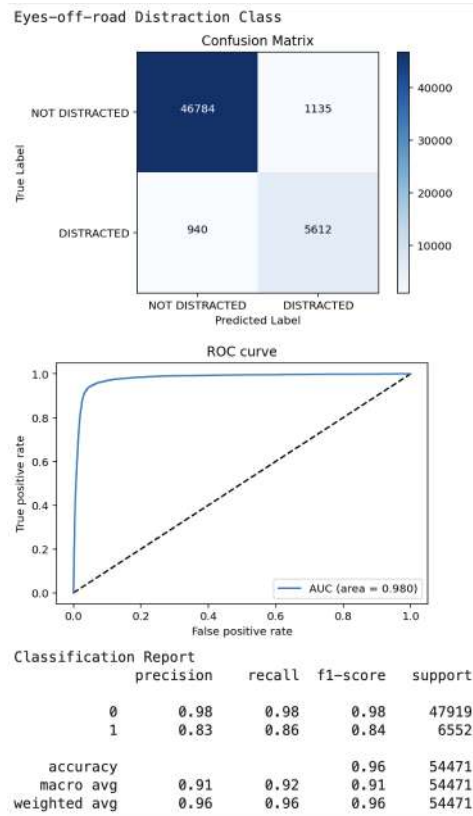 Eyes-off-road Distraction Class
Confusion Matrix
True Label
NOT DISTRACTED
46784
1135
40000
30000
20000
10000
DISTRACTED
940
5612
NOT DISTRACTED DISTRACTED
Predicted Label
ROC curve
True positive rate
1.0
0.8
0.6
0.4
0.2
0.0
AUC (area = 0.980)
0.0 0.2 0.4 0.6 0.8 1.0
False positive rate
Classification Report
precision recall f1-score support
0 0.98 0.98 0.98 47919
1 0.83 0.86 0.84 6552
accuracy 0.96 54471
macro avg 0.91 0.92 0.91 54471
weighted avg 0.96 0.96 0.96 54471